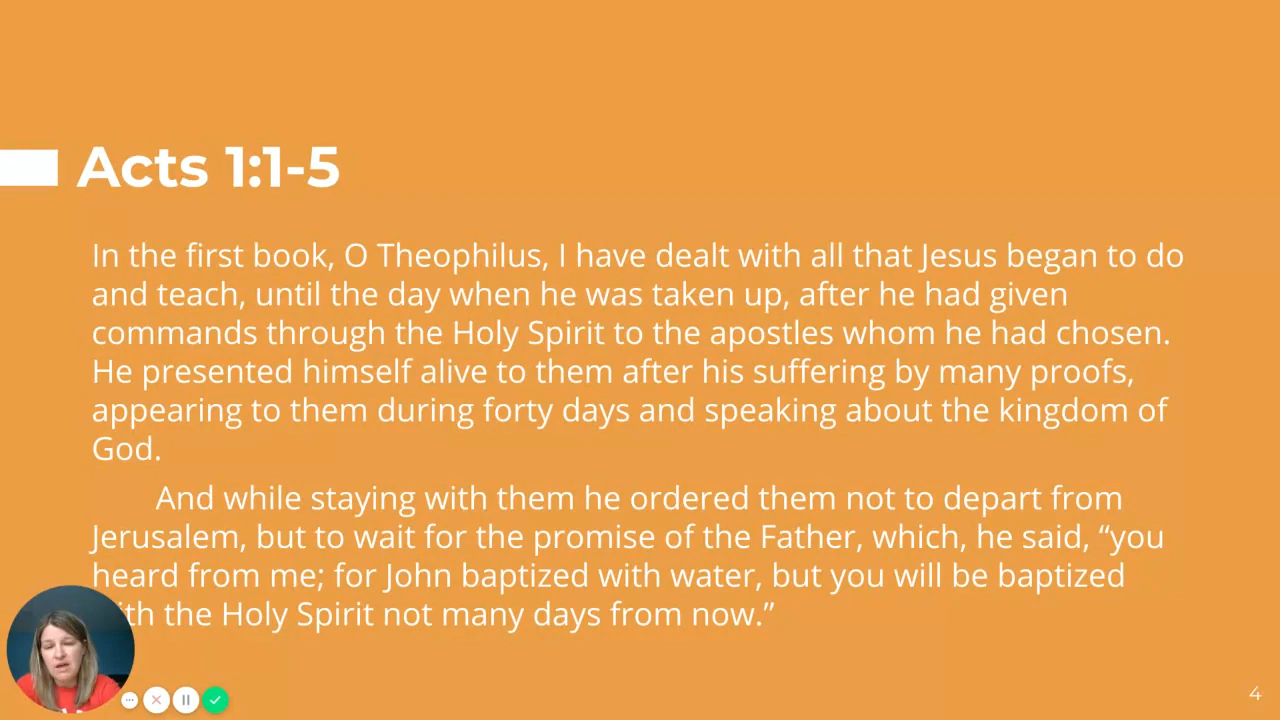 Acts 1:1-5
In the first book, O Theophilus, I have dealt with all that Jesus began to do
and teach, until the day when he was taken up, after he had given
commands through the Holy Spirit to the apostles whom he had chosen.
He presented himself alive to them after his suffering by many proofs,
appearing to them during forty days and speaking about the kingdom of
God.
And while staying with them he ordered them not to depart from
Jerusalem, but to wait for the promise of the Father, which, he said, “you
heard from me; for John baptized with water, but you will be baptized
the Holy Spirit not many days from now.”
4